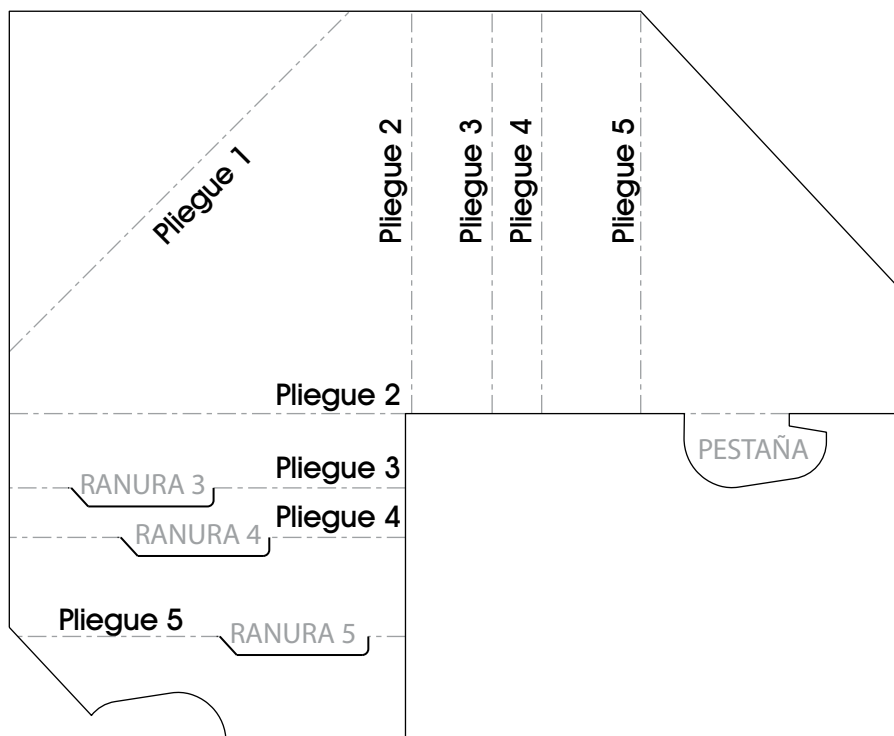 Pliegue 1
Pliegue 2
Pliegue 3
Pliegue 4
Pliegue 5
Pliegue 2
PESTAÑA
Pliegue 3
RANURA 3
Pliegue 4
RANURA 4
Pliegue 5
RANURA 5